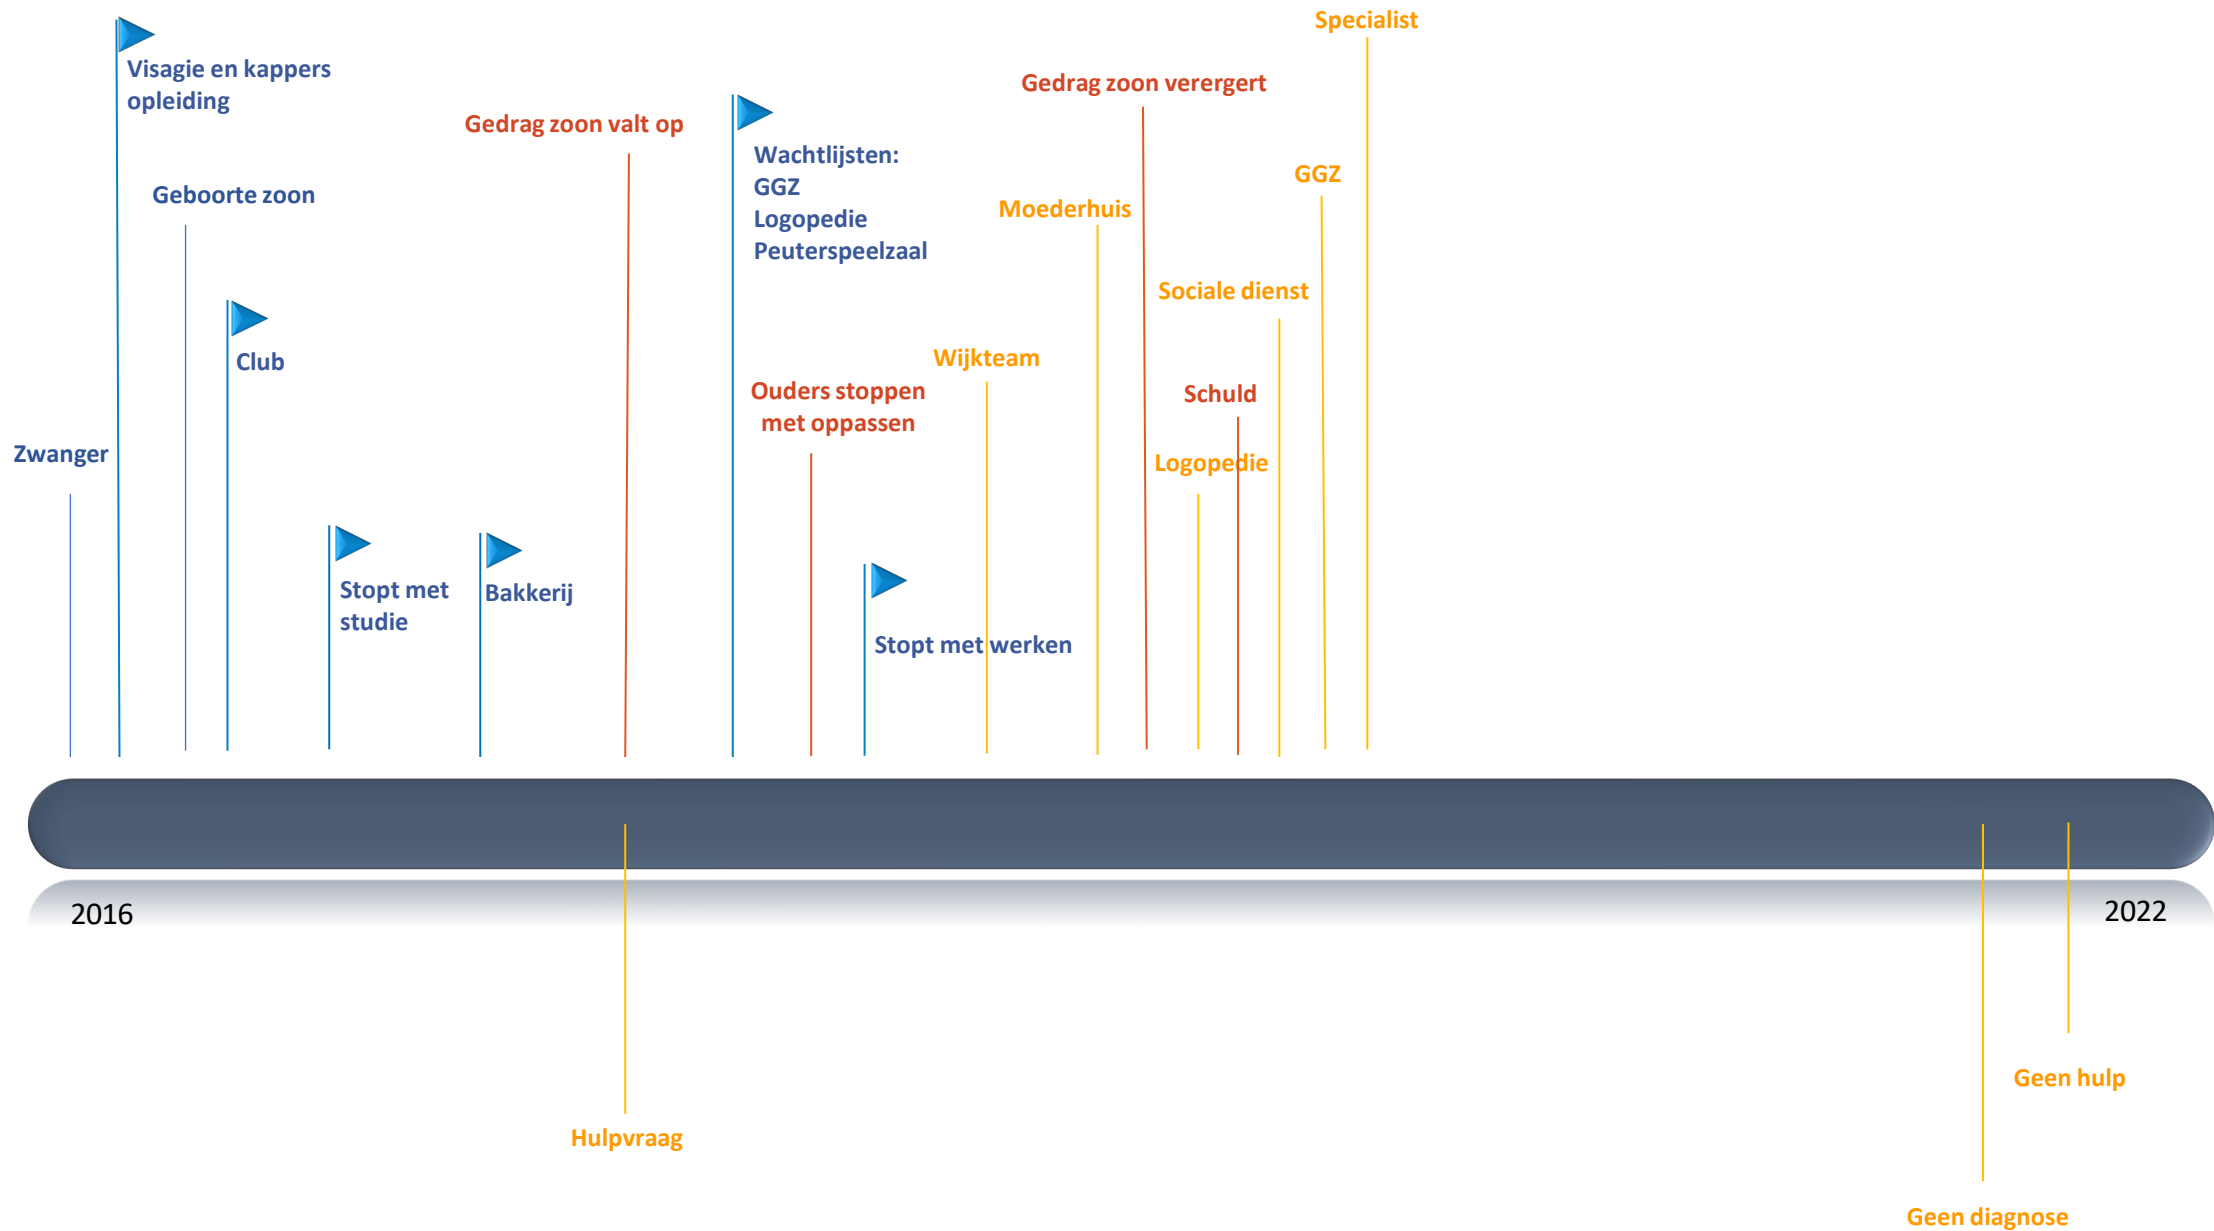 Specialist
Visagie en kappers
opleiding
Gedrag zoon verergert
Gedrag zoon valt op
Wachtlijsten:
GGZ
Logopedie
Peuterspeelzaal
GGZ
Geboorte zoon
Moederhuis
Sociale dienst
Club
Wijkteam
Ouders stoppen
met oppassen
Schuld
Zwanger
Logopedie
Stopt met
studie
Bakkerij
Stopt met werken
2016
2022
Geen hulp
Hulpvraag
Geen diagnose